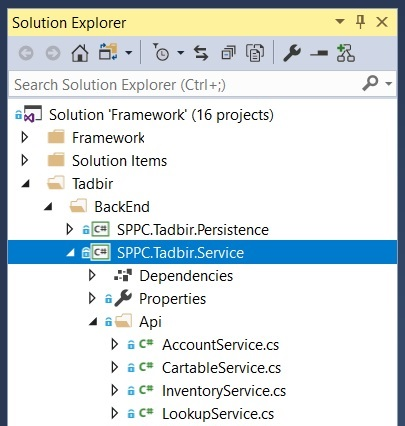 Solution Explorer
Search Solution Explorer (Ctrl+;)
Solution 'Framework' (16 projects)
Framework
Solution Items
Tadbir
BackEnd
C# SPPC.Tadbir.Persistence
C# SPPC.Tadbir.Service
Dependencies
Properties
Api
C# AccountService.cs
C# CartableService.cs
C# InventoryService.cs
C# LookupService.cs